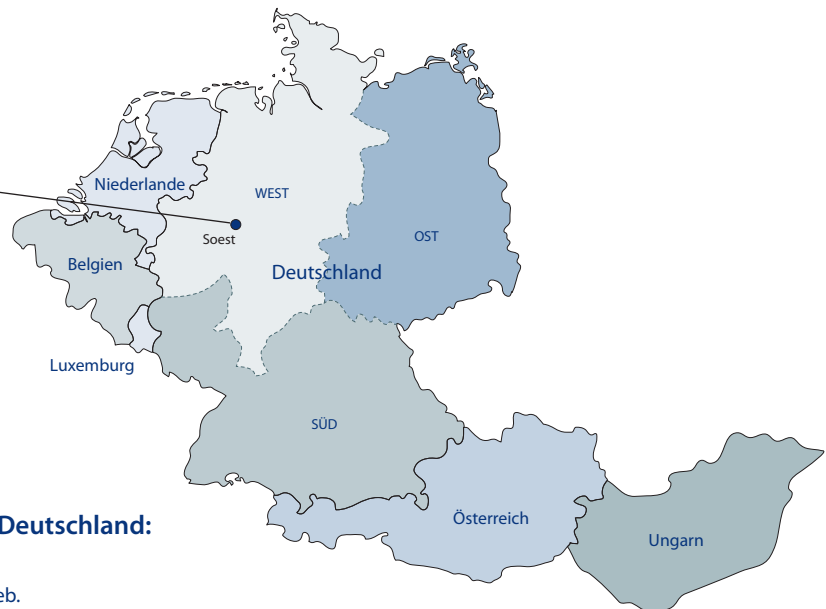 Niederlande
WEST
Soest
OST
Belgien
Deutschland
Luxemburg
SÜD
Österreich
Deutschland:
Ungarn
eb.